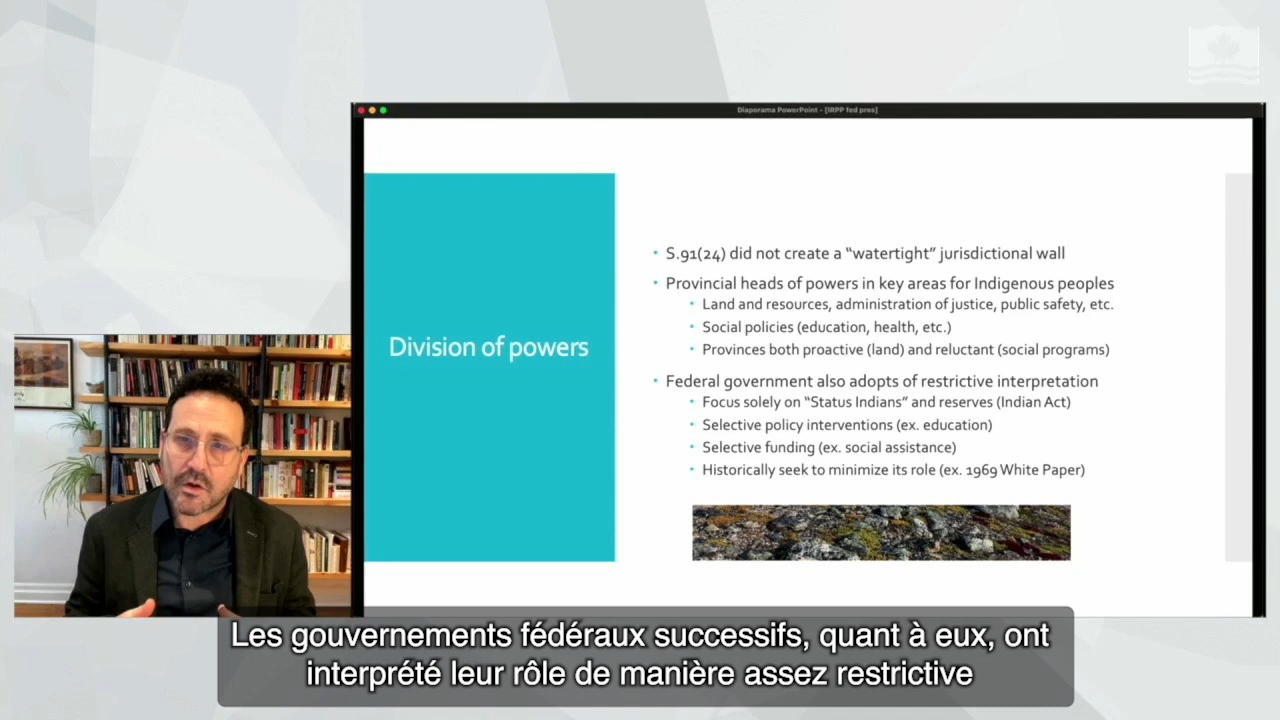 Diaporama PowerPoint - [IRPP fed pres]
Division of powers
• S.91(24) did not create a “watertight” jurisdictional wall
• Provincial heads of powers in key areas for Indigenous peoples
• Land and resources, administration of justice, public safety, etc.
• Social policies (education, health, etc.)
• Provinces both proactive (land) and reluctant (social programs)
• Federal government also adopts of restrictive interpretation
• Focus solely on “Status Indians” and reserves (Indian Act)
• Selective policy interventions (ex. education)
• Selective funding (ex. social assistance)
• Historically seek to minimize its role (ex. 1969 White Paper)
Les gouvernements fédéraux successifs, quant à eux, ont
interprété leur rôle de manière assez restrictive